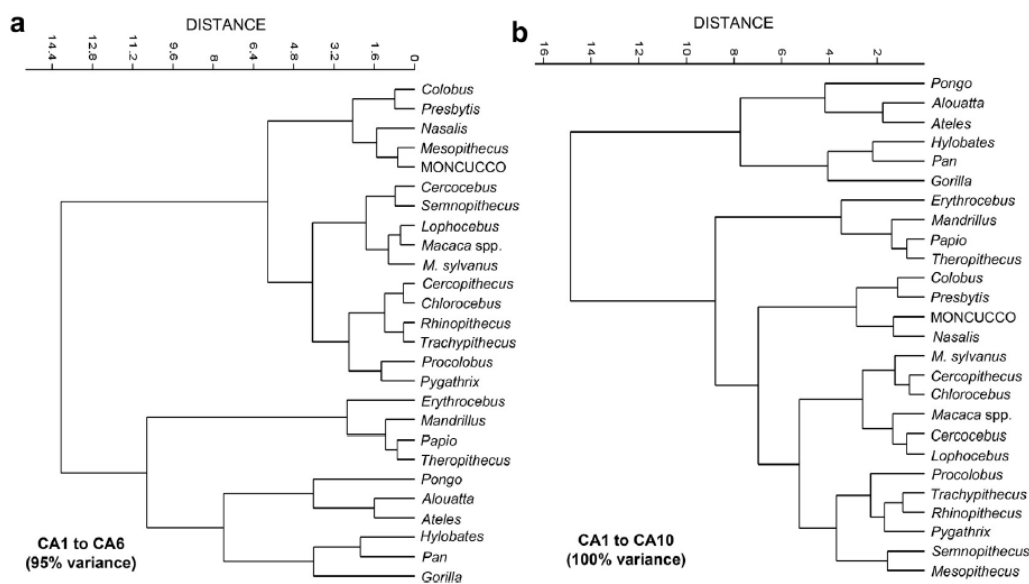 a
DISTANCE
14.4 12.8 11.2 9.6 8 6.4 4.8 3.2 1.6 0
Colobus
Presbytis
Nasalis
Mesopithecus
MONCUCCO
Cercocebus
Semnopithecus
Lophocebus
Macaca spp.
M. sylvanus
Cercopithecus
Chlorocebus
Rhinopithecus
Trachypithecus
Procolobus
Pygathrix
Erythrocebus
Mandrillus
Papio
Theropithecus
Pongo
Alouatta
Ateles
Hylobates
Pan
Gorilla
CA1 to CA6
(95% variance)
b
DISTANCE
16 14 12 10 8 6 4 2
Pongo
Alouatta
Ateles
Hylobates
Pan
Gorilla
Erythrocebus
Mandrillus
Papio
Theropithecus
Colobus
Presbytis
MONCUCCO
Nasalis
M. sylvanus
Cercopithecus
Chlorocebus
Macaca spp.
Cercocebus
Lophocebus
Procolobus
Trachypithecus
Rhinopithecus
Pygathrix
Semnopithecus
Mesopithecus
CA1 to CA10
(100% variance)